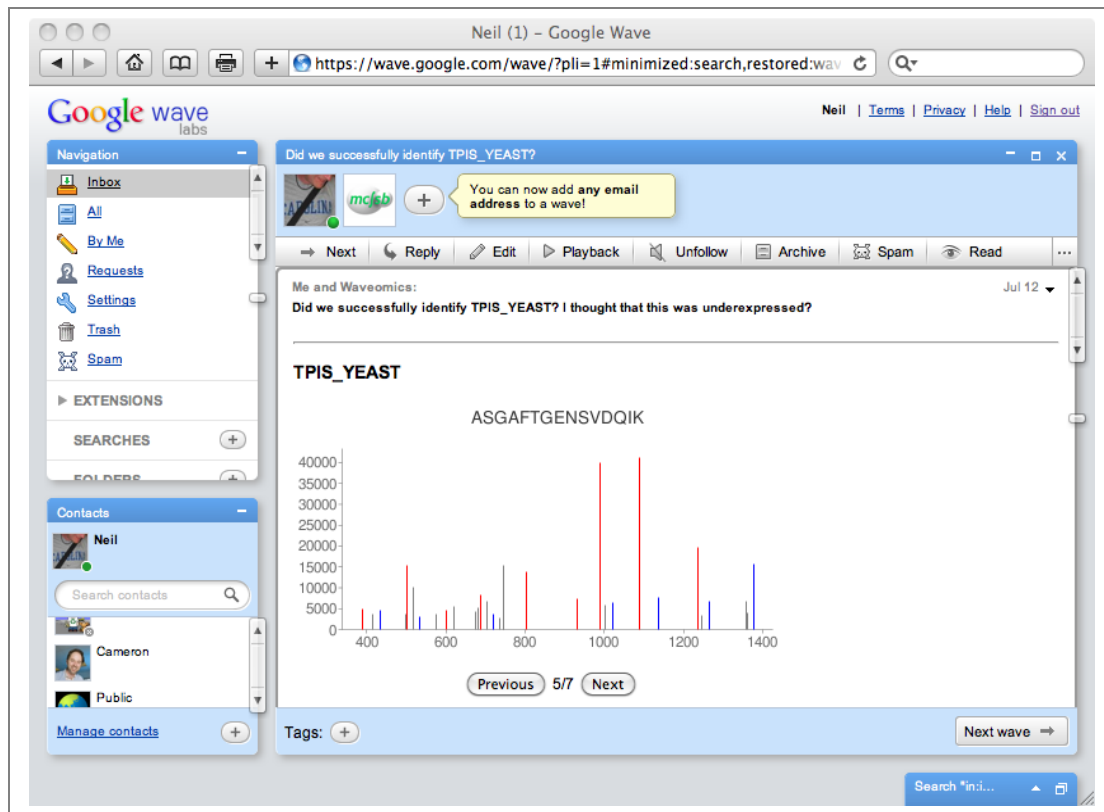 Neil (1) – Google Wave
https://wave.google.com/wave/?pli=1#minimized:search,restored:wav
Google wave
labs
Neil | Terms | Privacy | Help | Sign out
Navigation
Inbox
All
By Me
Requests
Settings
Trash
Spam
EXTENSIONS
SEARCHES
FOLDERS
Contacts
Neil
Search contacts
Cameron
Public
Manage contacts
Did we successfully identify TPIS_YEAST?
mcisb
You can now add any email
address to a wave!
Next Reply Edit Playback Unfollow Archive Spam Read ...
Me and Waveomics: Jul 12
Did we successfully identify TPIS_YEAST? I thought that this was underexpressed?
TPIS_YEAST
ASGAFTGENSVDQIK
40000
35000
30000
25000
20000
15000
10000
5000
0
400 600 800 1000 1200 1400
Previous 5/7 Next
Tags: Next wave
Search "in:i...